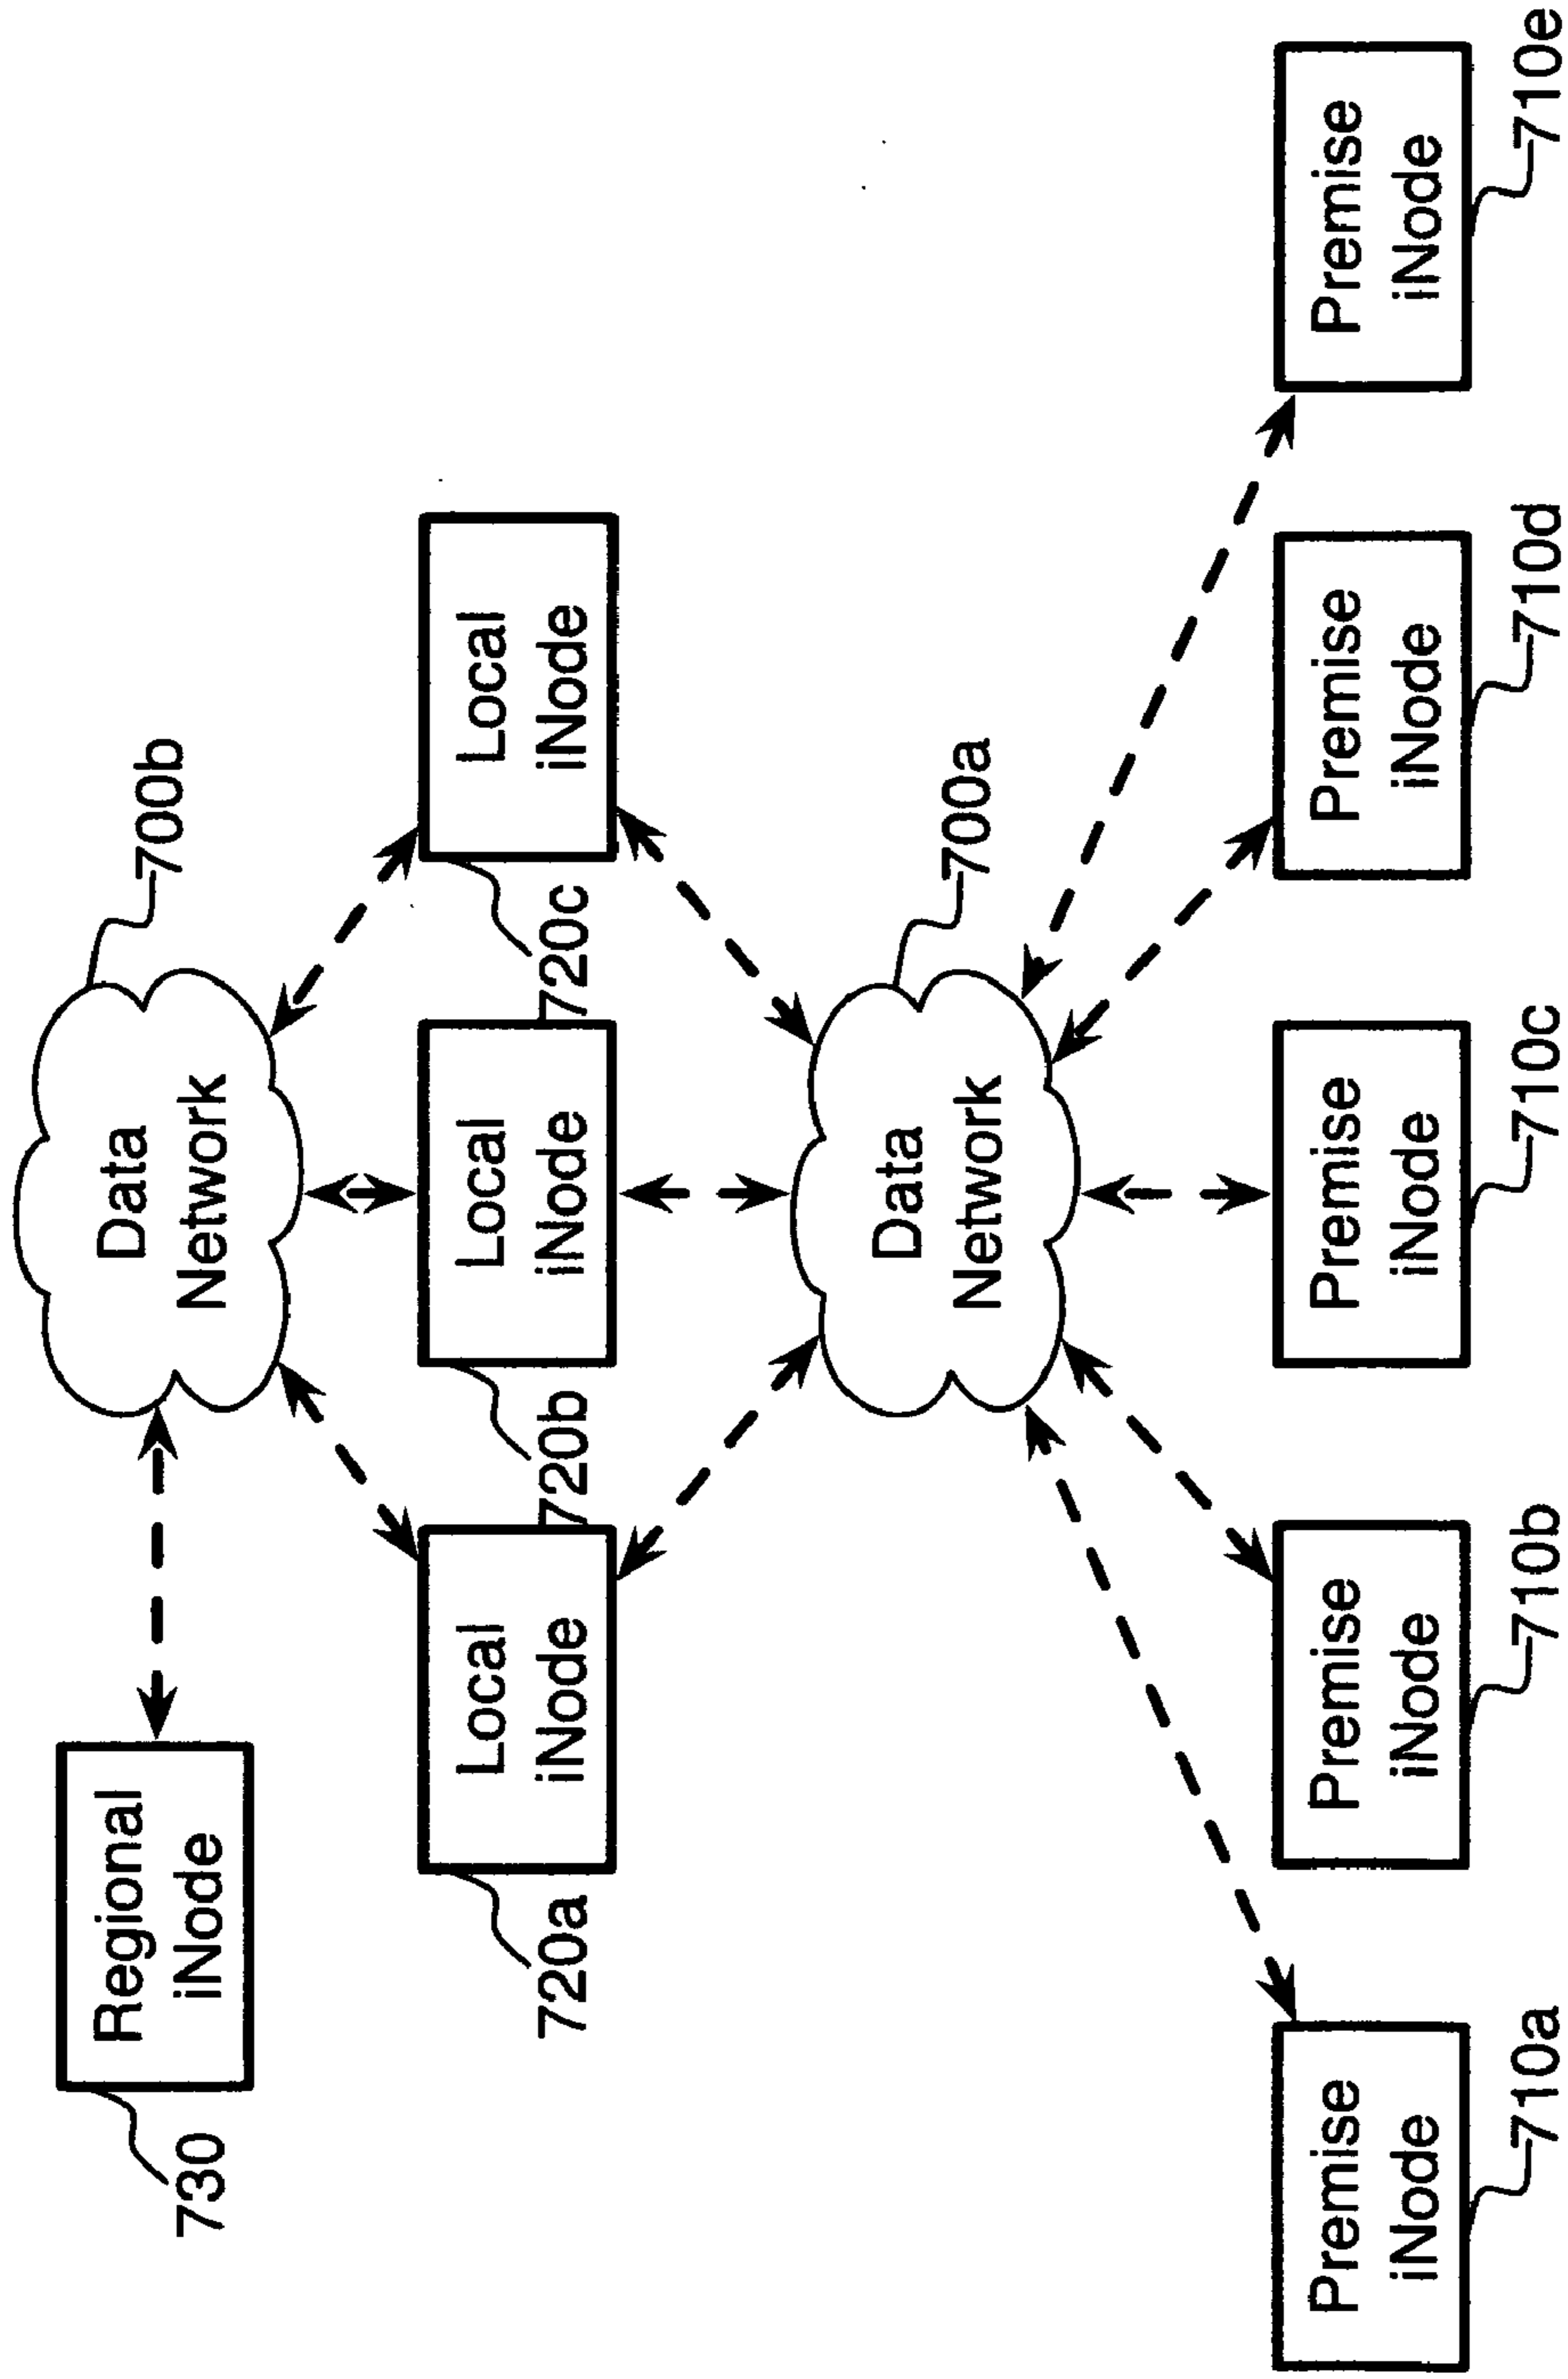 700b
Data
Network
Regional
iNode
730
Local
iNode
720a
Local
iNode
720b
Local
iNode
720c
700a
Data
Network
Premise
iNode
710a
Premise
iNode
710b
Premise
iNode
710c
Premise
iNode
710d
Premise
iNode
710e